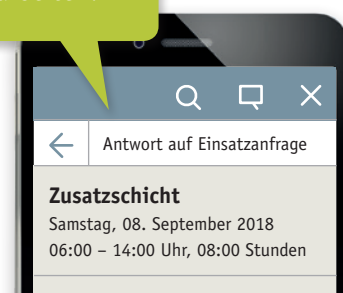 Antwort auf Einsatzanfrage
Zusatzschicht
Samstag, 08. September 2018
06:00 – 14:00 Uhr, 08:00 Stunden